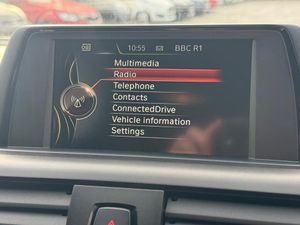 10:55 BBC R1
Multimedia
Radio
Telephone
Contacts
ConnectedDrive
Vehicle information
Settings